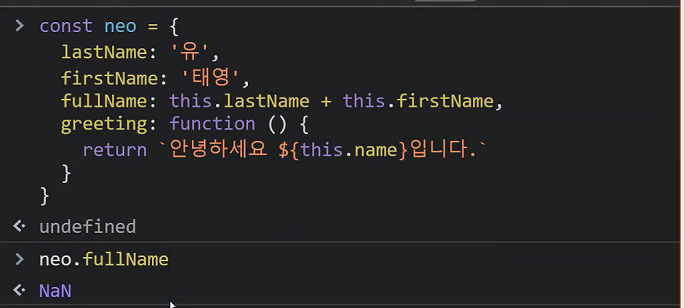 > const neo = {
lastName: '유',
firstName: '태영',
fullName: this.lastName + this.firstName,
greeting: function () {
return `안녕하세요 ${this.name}입니다.`
}
}
undefined
> neo.fullName
NaN